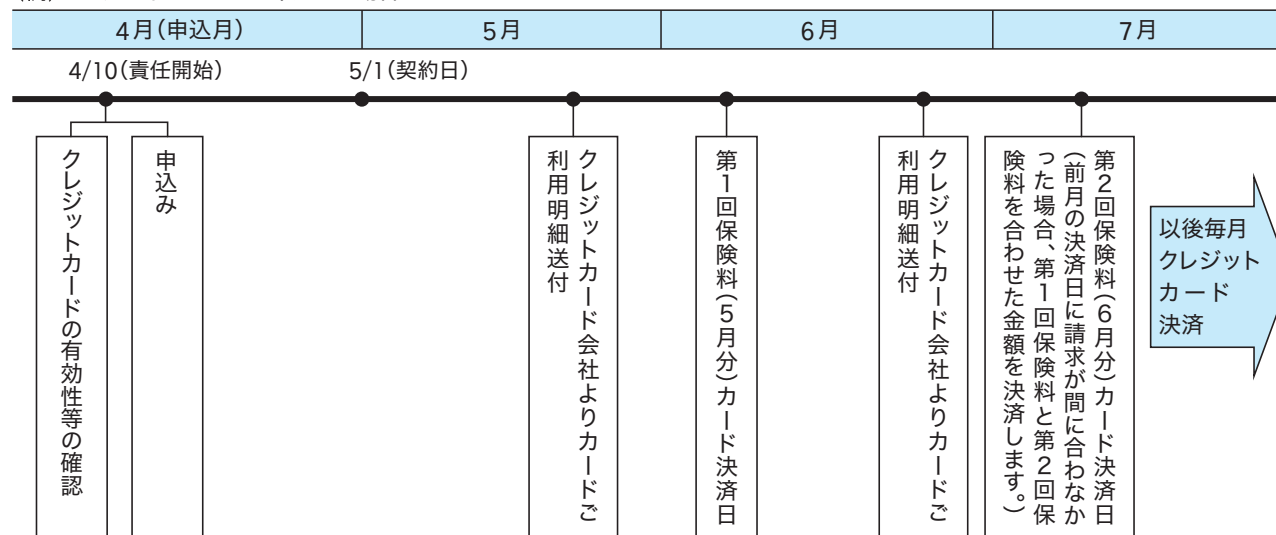 4月(申込月)
5月
6月
7月
4/10(責任開始)
5/1(契約日)
クレジットカードの有効性等の確認
申込み
クレジットカード会社よりカードご
利用明細送付
第1回保険料(5月分)カード決済日
クレジットカード会社よりカードご
利用明細送付
第2回保険料(6月分)カード決済日
(前月の決済日に請求が間に合わなか
った場合、第1回保険料と第2回保
険料を合わせた金額を決済します。)
以後毎月
クレジット
カード
決済